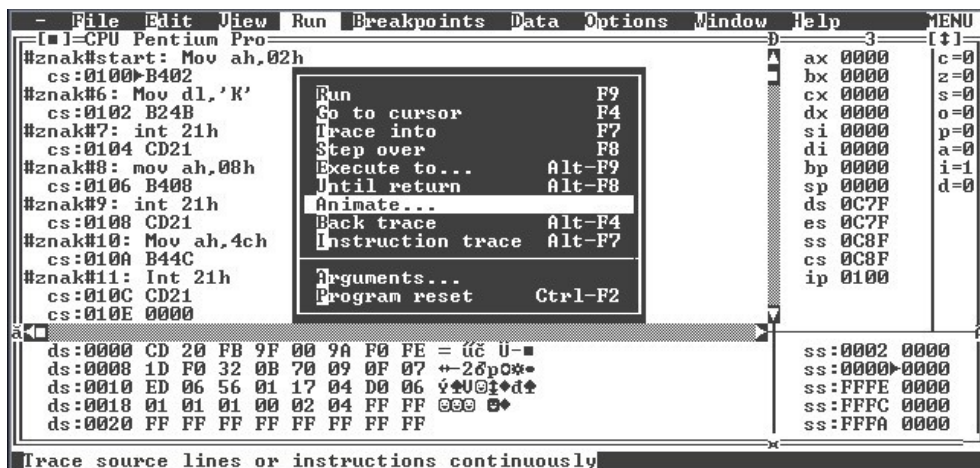 - File Edit View Run Breakpoints Data Options Window Help MENU
[■]=CPU Pentium Pro 3 [↕]
#znak#start: Mov ah,02h
cs:0100►B402
#znak#6: Mov dl,'K'
cs:0102 B24B
#znak#7: int 21h
cs:0104 CD21
#znak#8: mov ah,08h
cs:0106 B408
#znak#9: int 21h
cs:0108 CD21
#znak#10: Mov ah,4ch
cs:010A B44C
#znak#11: Int 21h
cs:010C CD21
cs:010E 0000
Run F9
Go to cursor F4
Trace into F7
Step over F8
Execute to... Alt-F9
Until return Alt-F8
Animate...
Back trace Alt-F4
Instruction trace Alt-F7
Arguments...
Program reset Ctrl-F2
ax 0000 c=0
bx 0000 z=0
cx 0000 s=0
dx 0000 o=0
si 0000 p=0
di 0000 a=0
bp 0000 i=1
sp 0000 d=0
ds 0C7F
es 0C7F
ss 0C8F
cs 0C8F
ip 0100
ds:0000 CD 20 FB 9F 00 9A F0 FE = űč Ü-■
ds:0008 1D F0 32 0B 70 09 0F 07 ↔-2♂p○☼•
ds:0010 ED 06 56 01 17 04 D0 06 ý♠V☺↨♦đ♠
ds:0018 01 01 01 00 02 04 FF FF ☺☺☺ ☻♦
ds:0020 FF FF FF FF FF FF FF FF
ss:0002 0000
ss:0000►0000
ss:FFFE 0000
ss:FFFC 0000
ss:FFFA 0000
Trace source lines or instructions continuously